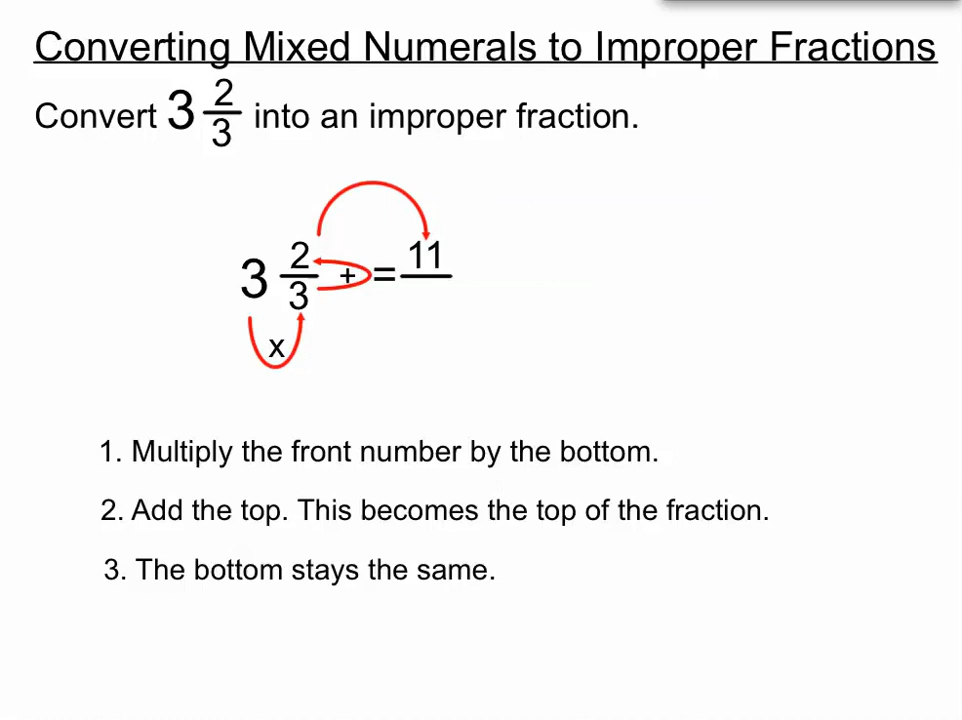 Converting Mixed Numerals to Improper Fractions
Convert 3 2/3 into an improper fraction.
3 2/3 + = 11
x
1. Multiply the front number by the bottom.
2. Add the top. This becomes the top of the fraction.
3. The bottom stays the same.